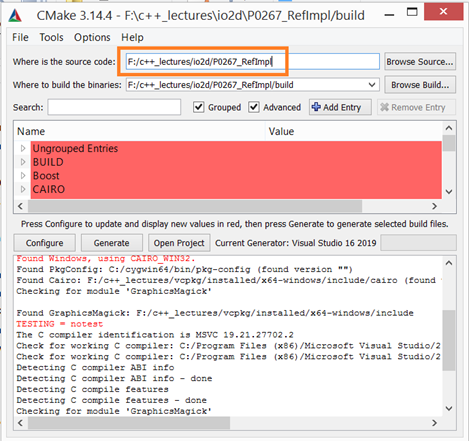 CMake 3.14.4 - F:\c++_lectures\io2d\P0267_RefImpl/build
File Tools Options Help
Where is the source code: F:/c++_lectures/io2d/P0267_RefImpl Browse Source...
Where to build the binaries: F:/c++_lectures/io2d/P0267_RefImpl/build Browse Build...
Search: Grouped Advanced Add Entry Remove Entry
Name Value
Ungrouped Entries
BUILD
Boost
CAIRO
Press Configure to update and display new values in red, then press Generate to generate selected build files.
Configure Generate Open Project Current Generator: Visual Studio 16 2019
Found Windows, using CAIRO_WIN32.
Found PkgConfig: C:/cygwin64/bin/pkg-config (found version "")
Found Cairo: F:/c++_lectures/vcpkg/installed/x64-windows/include/cairo (found
Checking for module 'GraphicsMagick'
Found GraphicsMagick: F:/c++_lectures/vcpkg/installed/x64-windows/include
TESTING = notest
The C compiler identification is MSVC 19.21.27702.2
Check for working C compiler: C:/Program Files (x86)/Microsoft Visual Studio/2
Check for working C compiler: C:/Program Files (x86)/Microsoft Visual Studio/2
Detecting C compiler ABI info
Detecting C compiler ABI info - done
Detecting C compile features
Detecting C compile features - done
Checking for module 'GraphicsMagick'